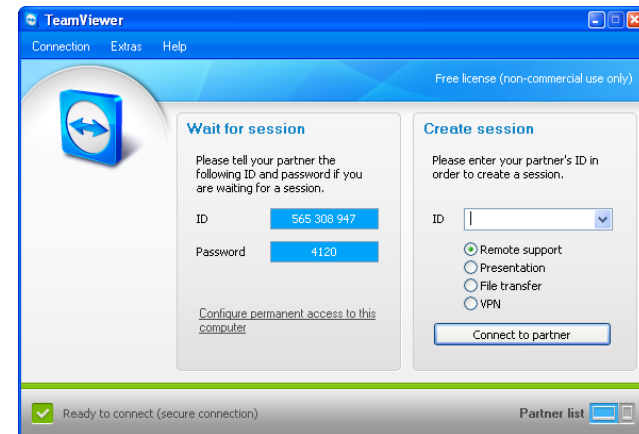 TeamViewer
Connection Extras Help
Free license (non-commercial use only)
Wait for session
Please tell your partner the
following ID and password if you
are waiting for a session.
ID 565 308 947
Password 4120
Configure permanent access to this
computer
Create session
Please enter your partner's ID in
order to create a session.
ID
Remote support
Presentation
File transfer
VPN
Connect to partner
Ready to connect (secure connection)
Partner list